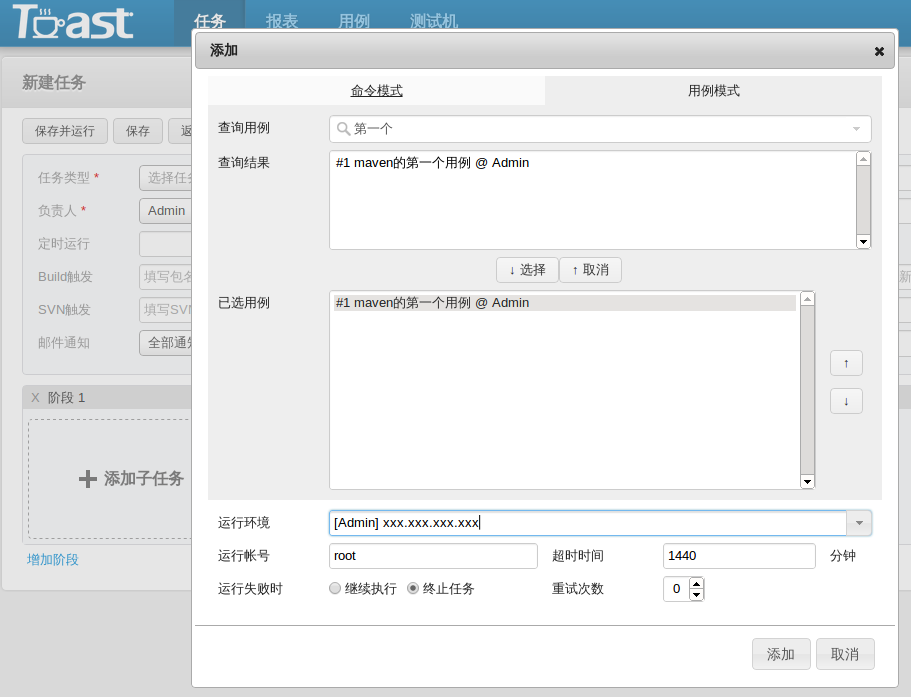 Toast 任务 报表 用例 测试机
添加
新建任务
命令模式 用例模式
保存并运行 保存 返
查询用例 第一个
任务类型 * 选择任务
查询结果 #1 maven的第一个用例 @ Admin
负责人 * Admin
定时运行
Build触发 填写包名
↓ 选择 ↑ 取消
SVN触发 填写SVN
已选用例 #1 maven的第一个用例 @ Admin
邮件通知 全部通知
↑
X 阶段 1
↓
添加子任务
运行环境 [Admin] xxx.xxx.xxx.xxx
增加阶段
运行帐号 root 超时时间 1440 分钟
运行失败时 继续执行 终止任务 重试次数 0
添加 取消